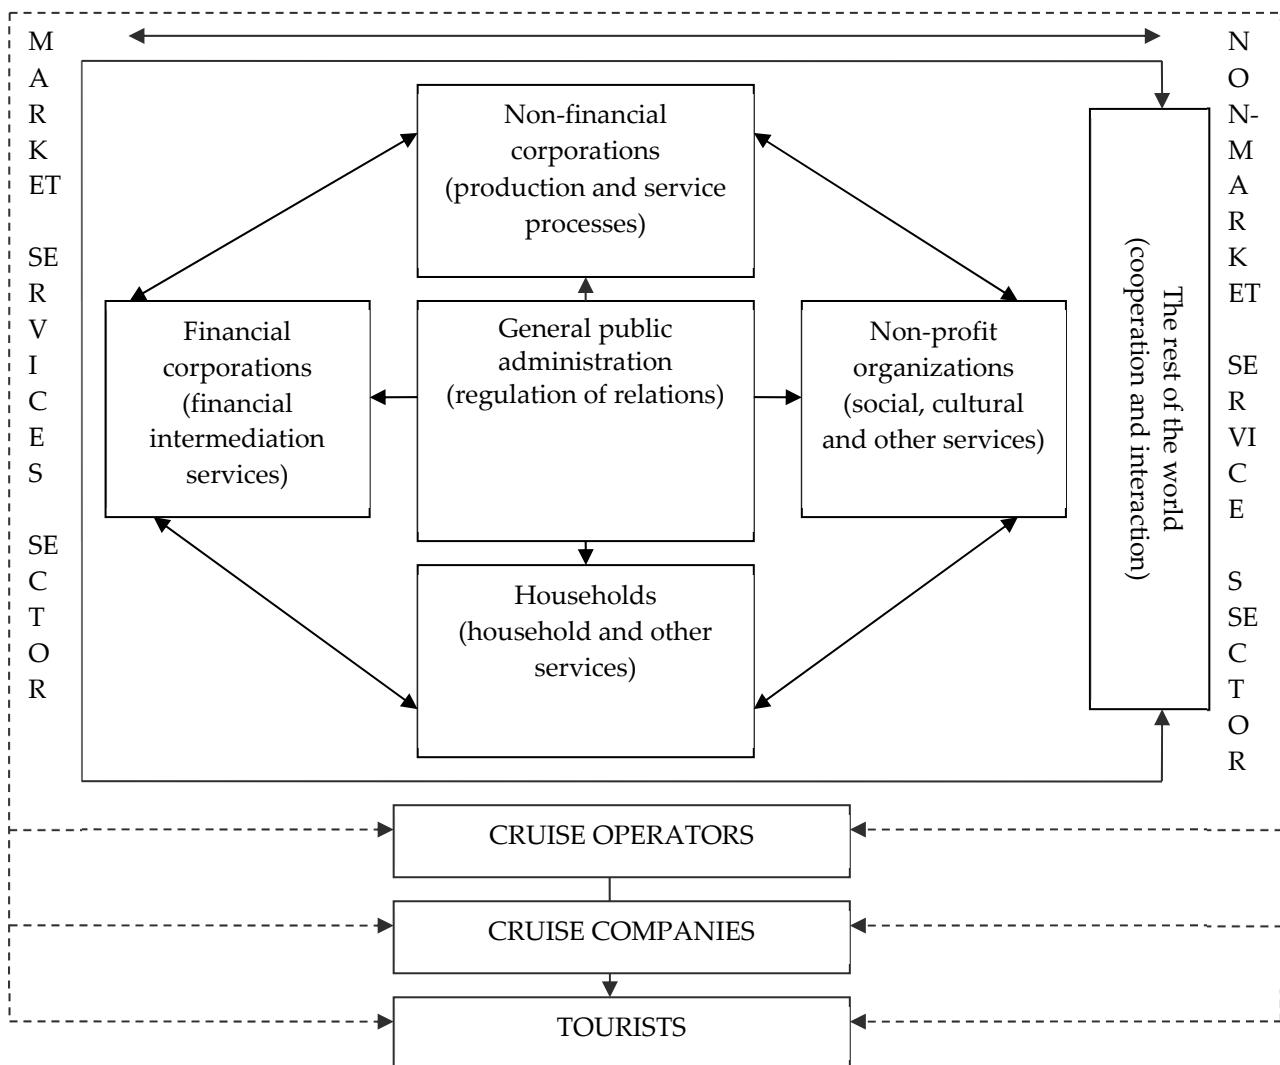 M
A
R
K
ET
SE
R
V
I
C
E
S
SE
C
T
O
R
Non-financial
corporations
(production and service
processes)
Financial
corporations
(financial
intermediation
services)
General public
administration
(regulation of relations)
Non-profit
organizations
(social, cultural
and other services)
Households
(household and other
services)
The rest of the world
(cooperation and interaction)
N
O
N-
M
A
R
K
ET
SE
R
VI
C
E
S
SE
C
T
O
R
CRUISE OPERATORS
CRUISE COMPANIES
TOURISTS